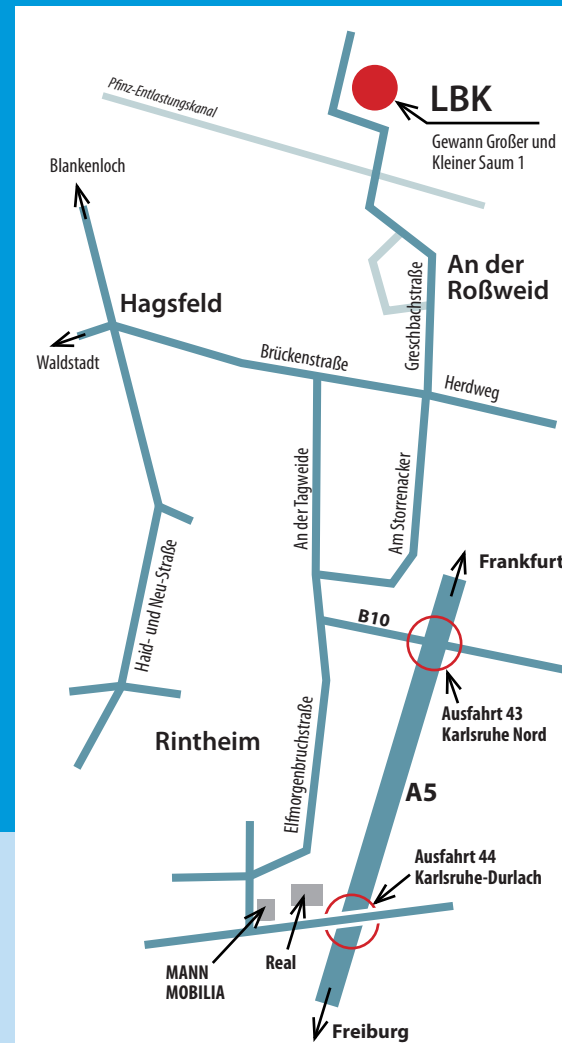 Pfinz-Entlastungskanal
LBK
Gewann Großer und
Kleiner Saum 1
Blankenloch
An der
Roßweid
Greschbachstraße
Hagsfeld
Waldstadt
Brückenstraße
Herdweg
An der Tagweide
Am Storrenacker
Haid- und Neu-Straße
Frankfurt
B10
Ausfahrt 43
Karlsruhe Nord
Rintheim
Elfmorgenbruchstraße
A5
Ausfahrt 44
Karlsruhe-Durlach
Real
MANN
MOBILIA
Freiburg